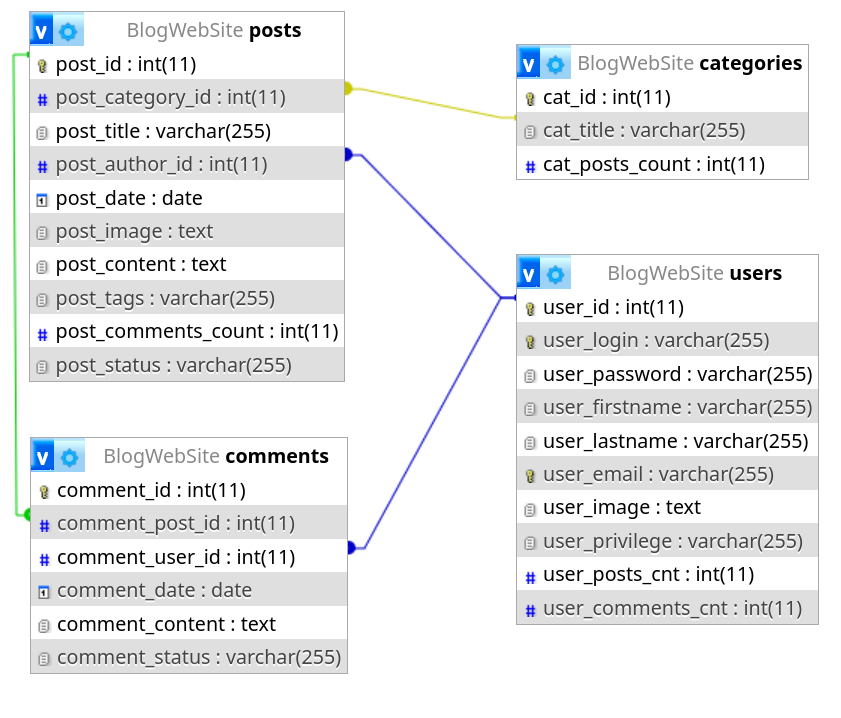 v BlogWebSite posts
post_id : int(11)
post_category_id : int(11)
post_title : varchar(255)
post_author_id : int(11)
post_date : date
post_image : text
post_content : text
post_tags : varchar(255)
post_comments_count : int(11)
post_status : varchar(255)
v BlogWebSite categories
cat_id : int(11)
cat_title : varchar(255)
cat_posts_count : int(11)
v BlogWebSite users
user_id : int(11)
user_login : varchar(255)
user_password : varchar(255)
user_firstname : varchar(255)
user_lastname : varchar(255)
user_email : varchar(255)
user_image : text
user_privilege : varchar(255)
user_posts_cnt : int(11)
user_comments_cnt : int(11)
v BlogWebSite comments
comment_id : int(11)
comment_post_id : int(11)
comment_user_id : int(11)
comment_date : date
comment_content : text
comment_status : varchar(255)